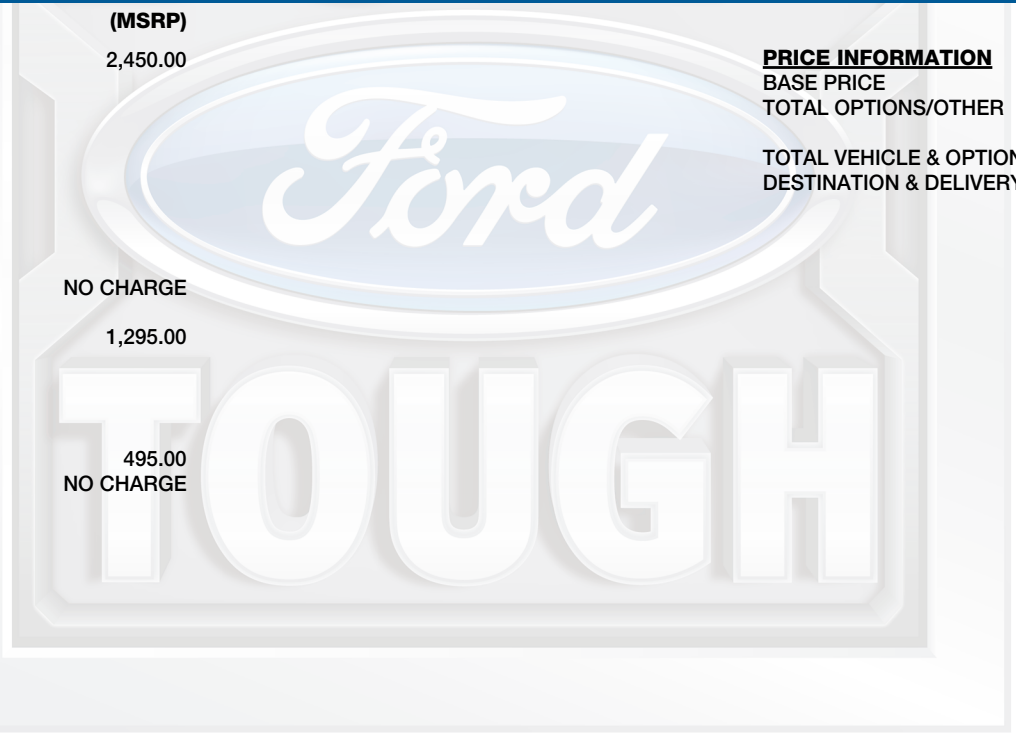 (MSRP)
2,450.00
NO CHARGE
1,295.00
495.00
NO CHARGE
PRICE INFORMATION
BASE PRICE
TOTAL OPTIONS/OTHER
TOTAL VEHICLE & OPTION
DESTINATION & DELIVERY
Ford
TOUGH